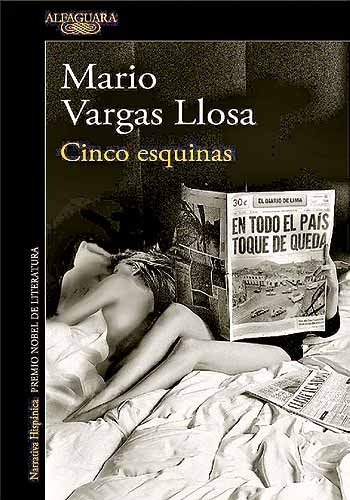 ALFAGUARA
Mario
Vargas Llosa
Cinco esquinas
30¢
EL DIARIO DE LIMA
EN TODO EL PAÍS
TOQUE DE QUEDA
Narrativa Hispánica PREMIO NOBEL DE LITERATURA